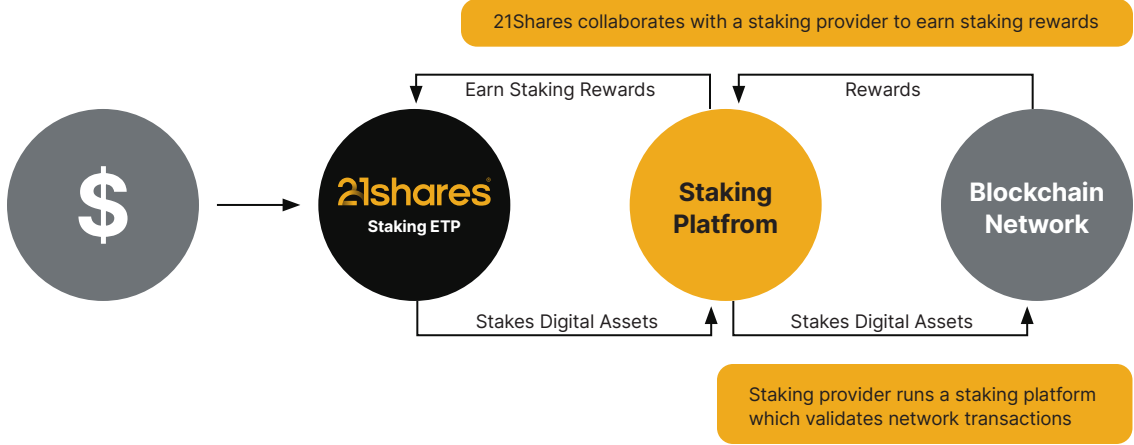 21Shares collaborates with a staking provider to earn staking rewards
Earn Staking Rewards
Rewards
$
21shares®
Staking ETP
Staking
Platfrom
Blockchain
Network
Stakes Digital Assets
Stakes Digital Assets
Staking provider runs a staking platform
which validates network transactions